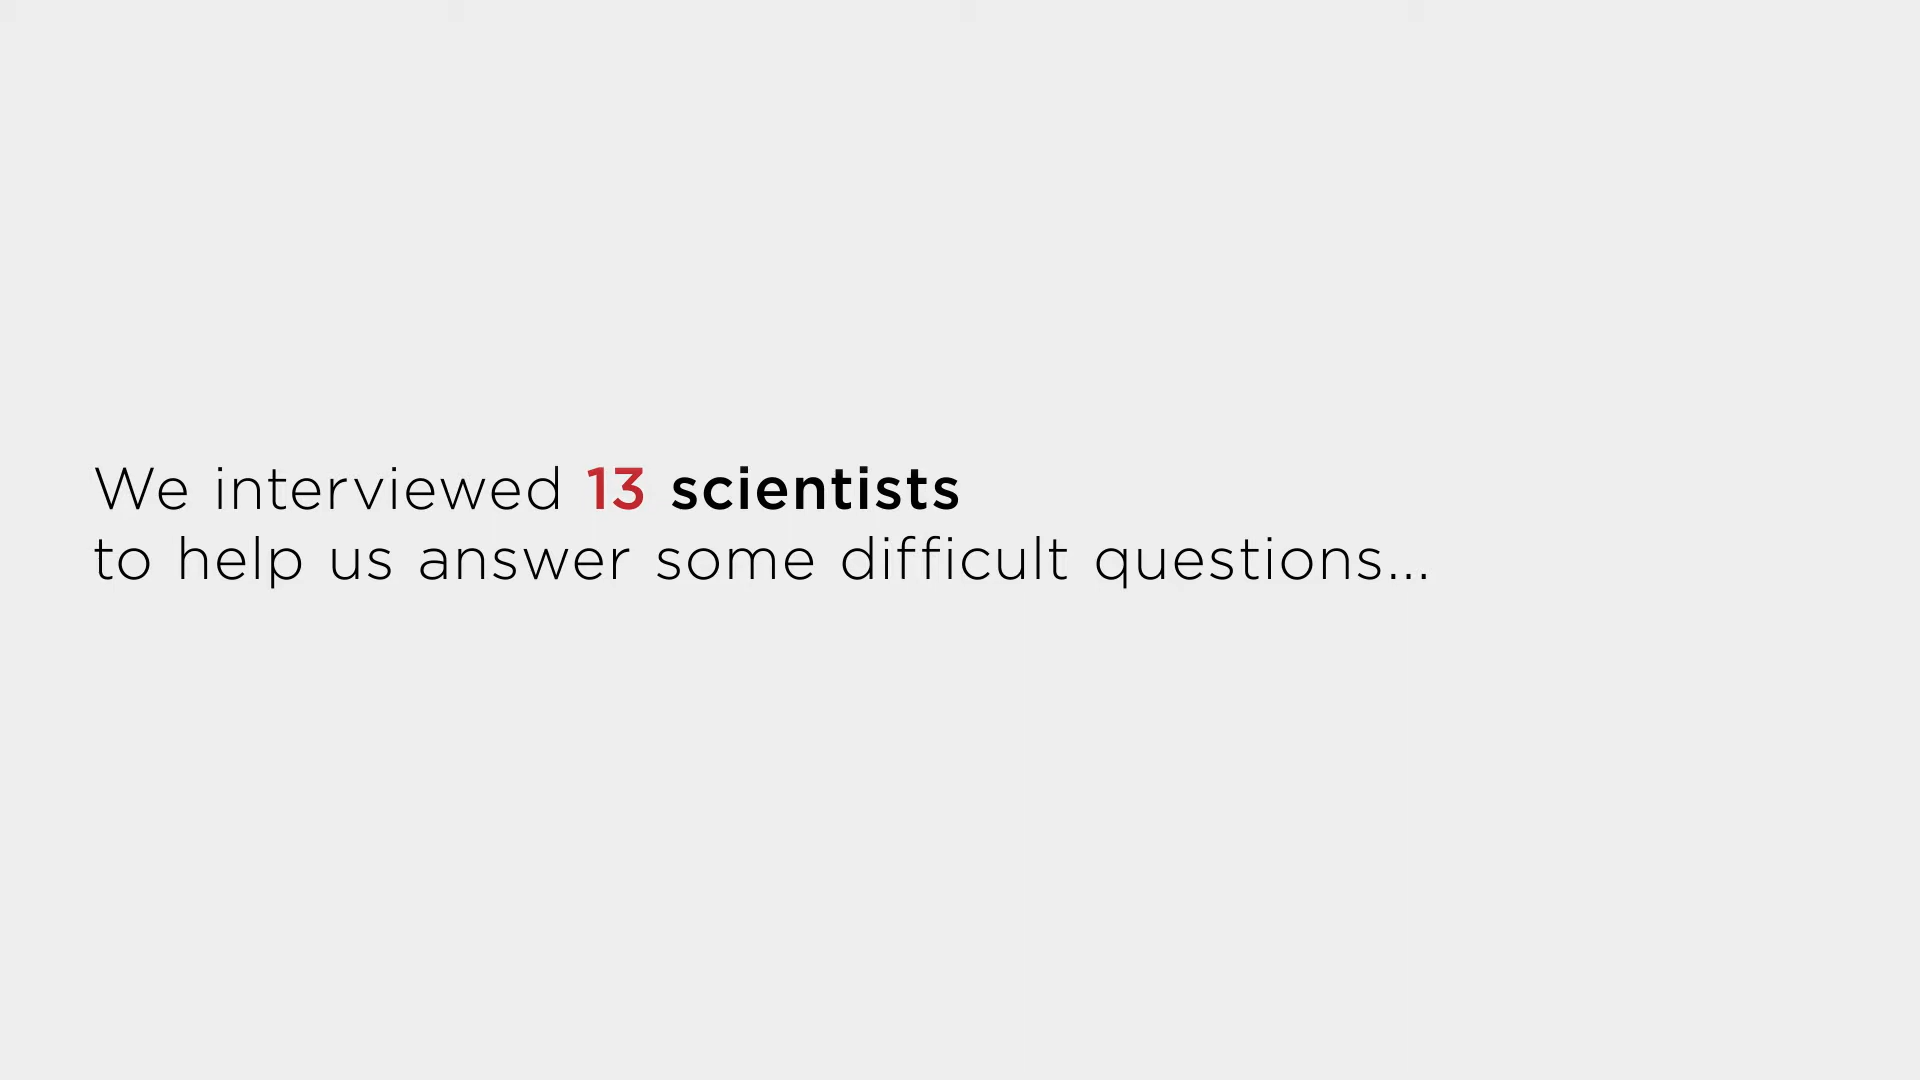 We interviewed 13 scientists
to help us answer some difficult questions...